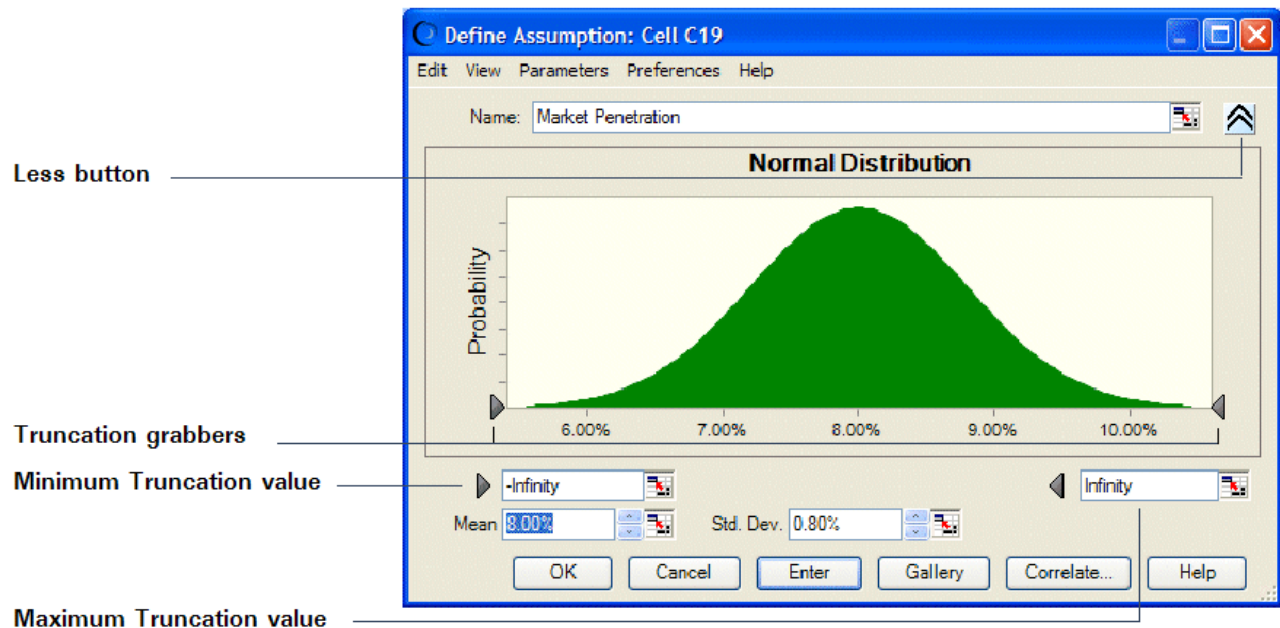 Define Assumption: Cell C19
Edit View Parameters Preferences Help
Name: Market Penetration
Less button
Normal Distribution
Probability
6.00% 7.00% 8.00% 9.00% 10.00%
Truncation grabbers
Minimum Truncation value
-Infinity Infinity
Mean 8.00% Std. Dev. 0.80%
OK Cancel Enter Gallery Correlate... Help
Maximum Truncation value